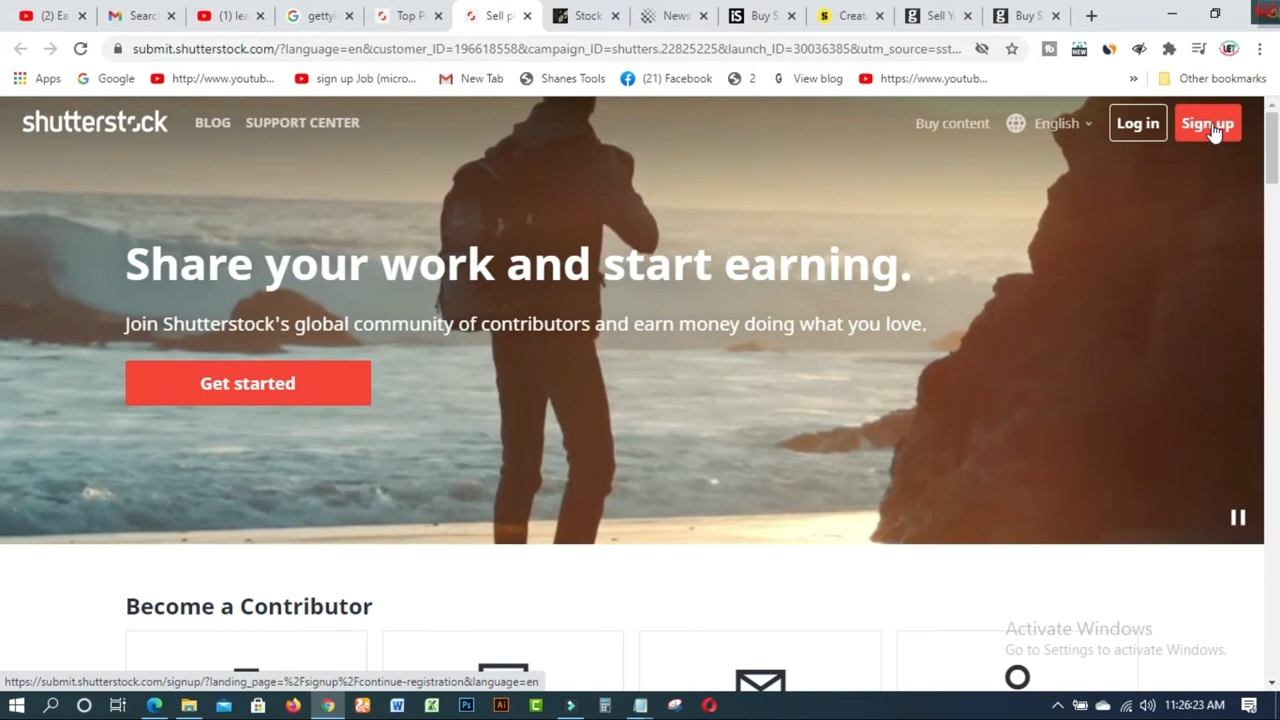 (2) Ea
Searc
(1) lea
getty
Top P
Sell p
Stock
News
Buy S
Creat
Sell Y
Buy S
submit.shutterstock.com/?language=en&customer_ID=196618558&campaign_ID=shutters.22825225&launch_ID=30036385&utm_source=sst...
Apps
Google
http://www.youtub...
sign up Job (micro...
New Tab
Shanes Tools
(21) Facebook
2
View blog
https://www.youtub...
»
Other bookmarks
shutterstock
BLOG
SUPPORT CENTER
Buy content
English
Log in
Sign up
Share your work and start earning.
Join Shutterstock's global community of contributors and earn money doing what you love.
Get started
Become a Contributor
Activate Windows
Go to Settings to activate Windows.
https://submit.shutterstock.com/signup/?landing_page=%2Fsignup%2Fcontinue-registration&language=en
11:26:23 AM